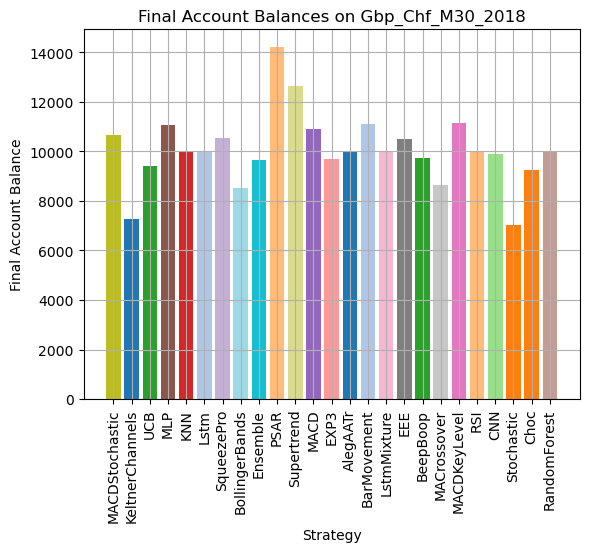 Final Account Balances on Gbp_Chf_M30_2018
Final Account Balance
14000
12000
10000
8000
6000
4000
2000
0
MACDStochastic
KeltnerChannels
UCB
MLP
KNN
Lstm
SqueezePro
BollingerBands
Ensemble
PSAR
Supertrend
MACD
EXP3
AlegAATr
BarMovement
LstmMixture
EEE
BeepBoop
MACrossover
MACDKeyLevel
RSI
CNN
Stochastic
Choc
RandomForest
Strategy